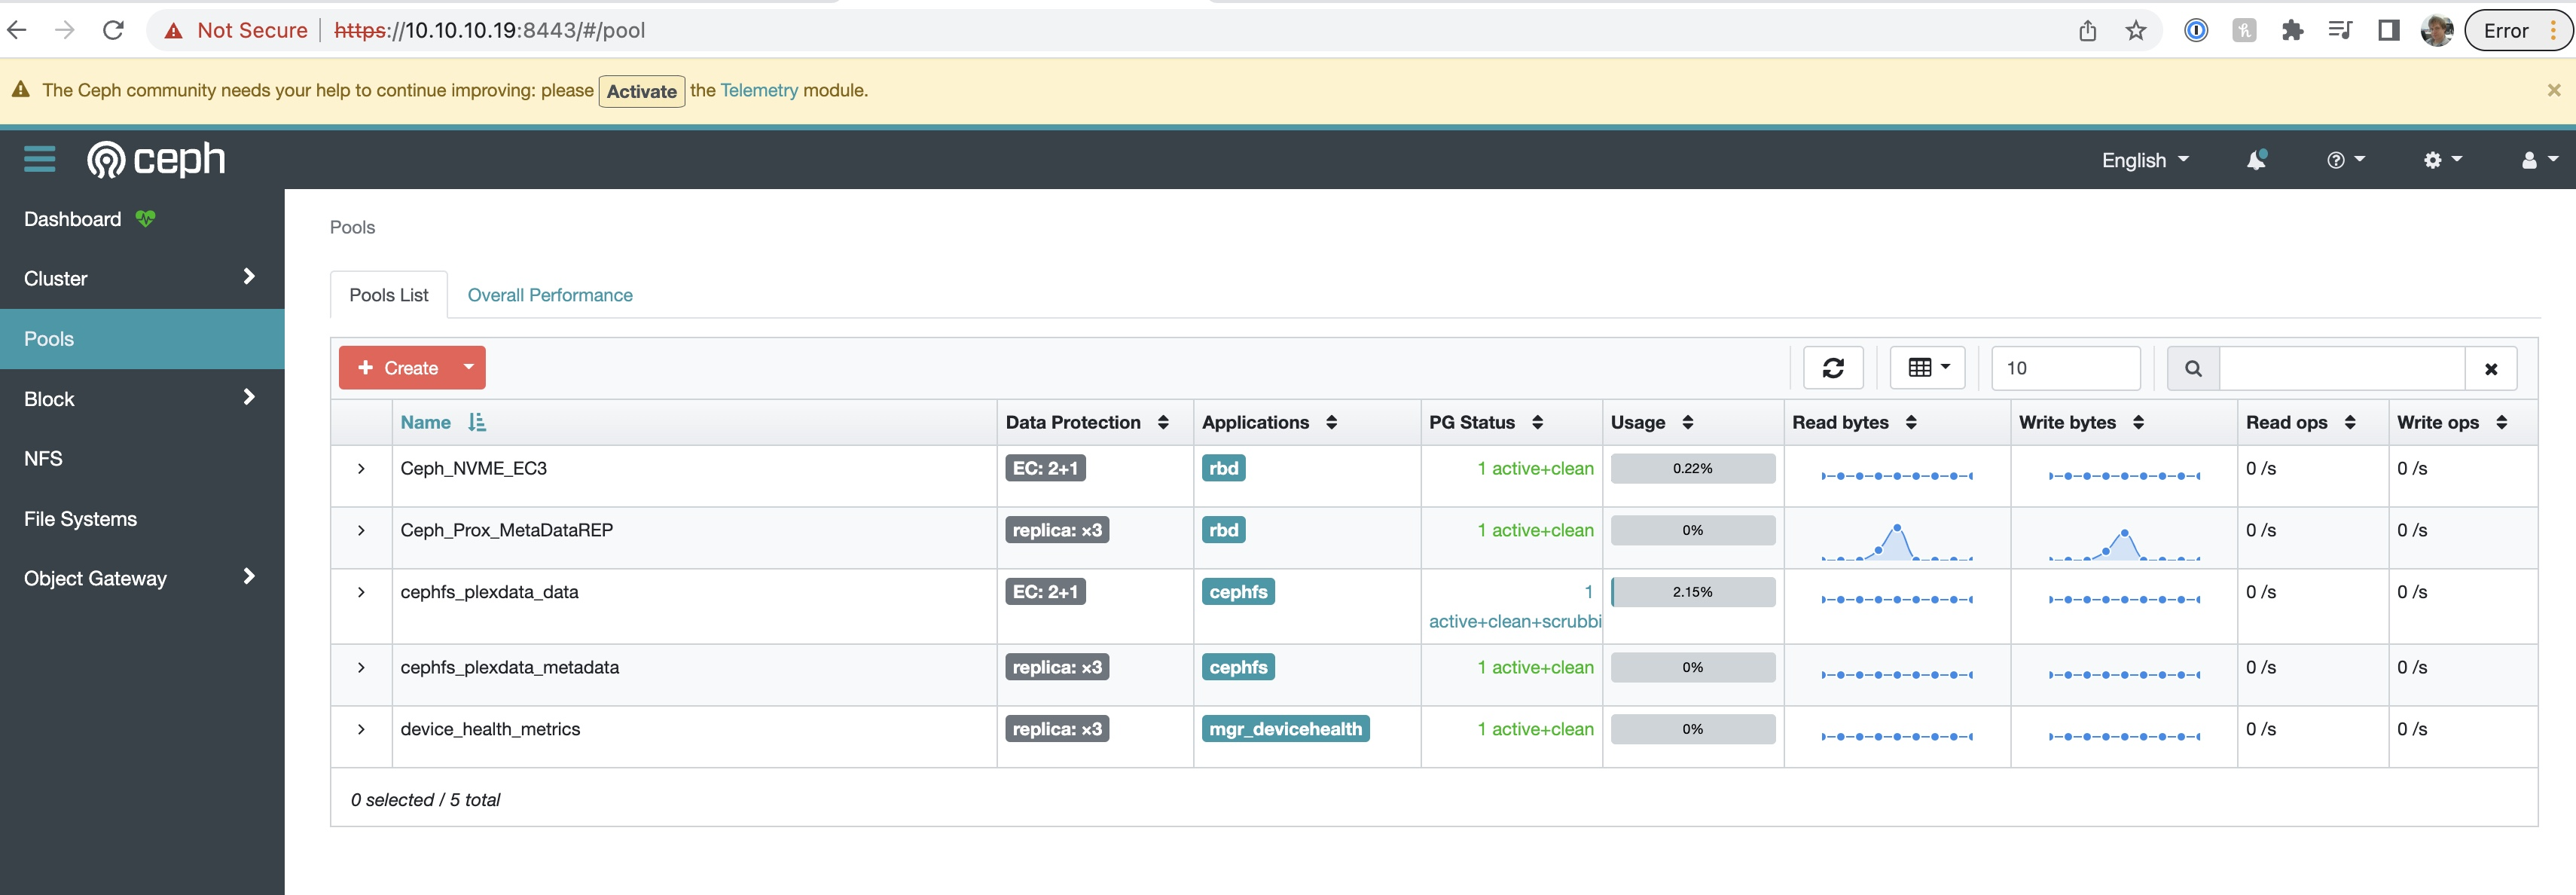 Not Secure https://10.10.10.19:8443/#/pool Error
The Ceph community needs your help to continue improving: please Activate the Telemetry module.
ceph English
Dashboard
Cluster
Pools
Block
NFS
File Systems
Object Gateway
Pools
Pools List Overall Performance
Create 10
Name Data Protection Applications PG Status Usage Read bytes Write bytes Read ops Write ops
Ceph_NVME_EC3 EC: 2+1 rbd 1 active+clean 0.22% 0 /s 0 /s
Ceph_Prox_MetaDataREP replica: ×3 rbd 1 active+clean 0% 0 /s 0 /s
cephfs_plexdata_data EC: 2+1 cephfs 1 2.15% 0 /s 0 /s
active+clean+scrubbi
cephfs_plexdata_metadata replica: ×3 cephfs 1 active+clean 0% 0 /s 0 /s
device_health_metrics replica: ×3 mgr_devicehealth 1 active+clean 0% 0 /s 0 /s
0 selected / 5 total